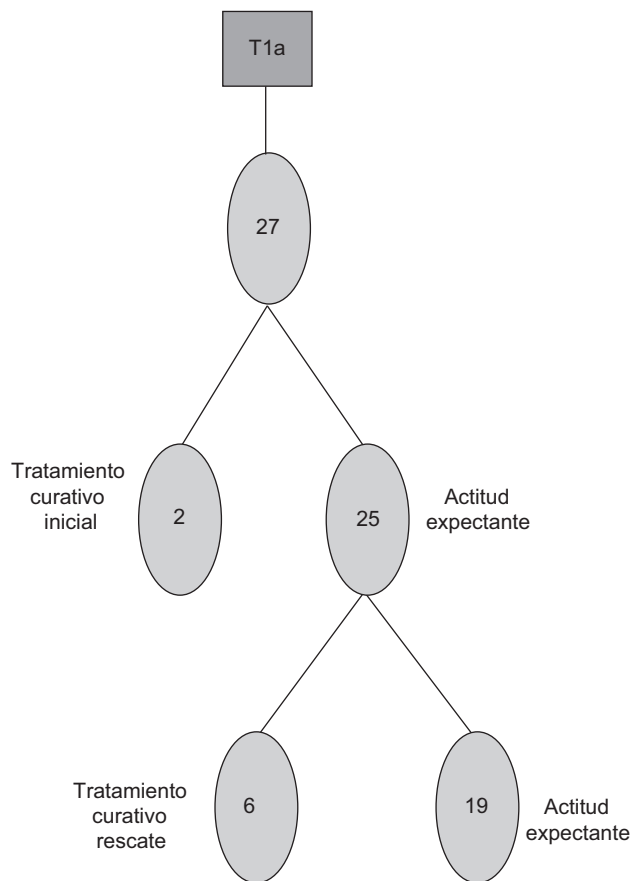 T1a
27
Tratamiento
curativo
inicial
2
25
Actitud
expectante
Tratamiento
curativo
rescate
6
19
Actitud
expectante